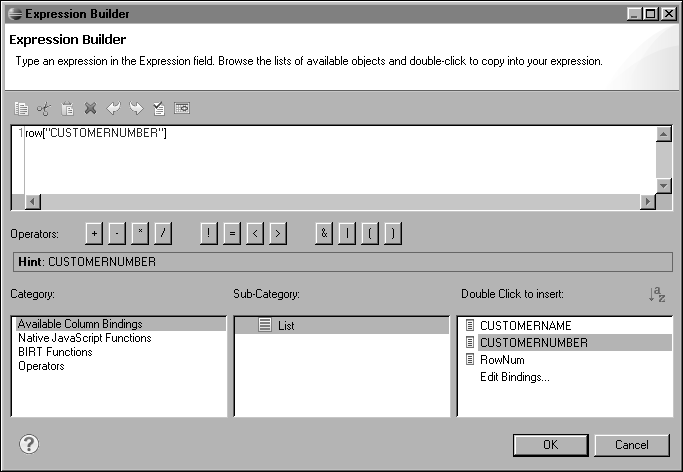 Expression Builder
Expression Builder
Type an expression in the Expression field. Browse the lists of available objects and double-click to copy into your expression.
1 row["CUSTOMERNUMBER"]
Operators: + - * / ! = < > & | ( )
Hint: CUSTOMERNUMBER
Category: Sub-Category: Double Click to insert: a z
Available Column Bindings
Native JavaScript Functions
BIRT Functions
Operators
List
CUSTOMERNAME
CUSTOMERNUMBER
RowNum
Edit Bindings...
? OK Cancel